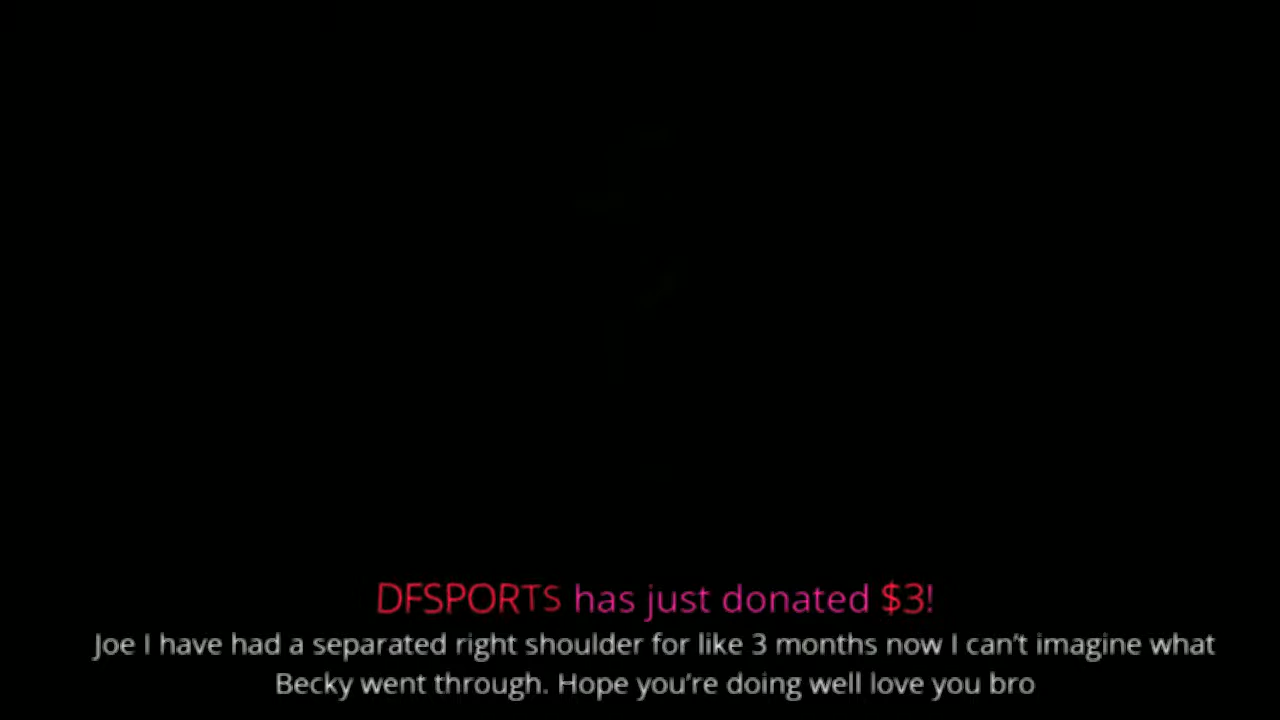 DFSPORTS has just donated $3!
Joe I have had a separated right shoulder for like 3 months now I can't imagine what
Becky went through. Hope you're doing well love you bro